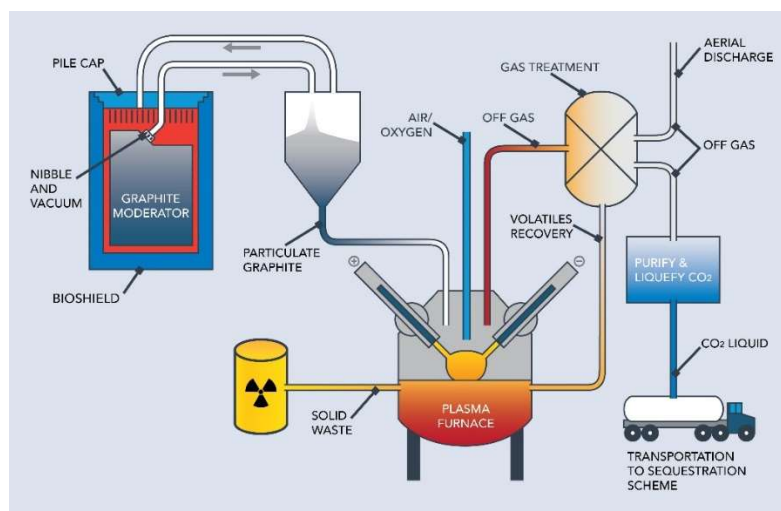 PILE CAP
NIBBLE
AND
VACUUM
GRAPHITE
MODERATOR
BIOSHIELD
PARTICULATE
GRAPHITE
AIR/
OXYGEN
OFF GAS
GAS TREATMENT
AERIAL
DISCHARGE
OFF GAS
VOLATILES
RECOVERY
PURIFY &
LIQUEFY CO₂
CO₂ LIQUID
+
−
SOLID
WASTE
PLASMA
FURNACE
TRANSPORTATION
TO SEQUESTRATION
SCHEME